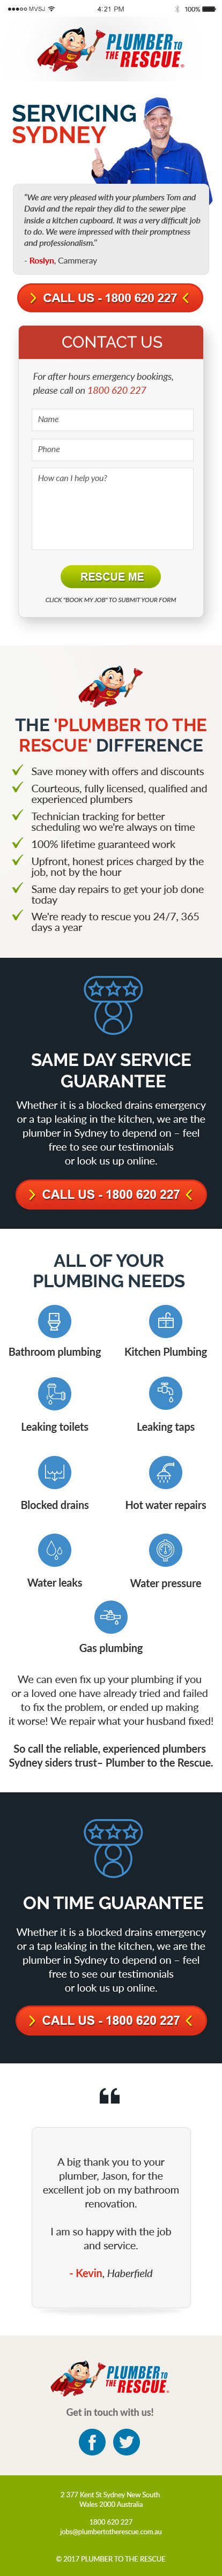 MVSJ 4:21 PM 100%
PLUMBER TO THE
RESCUE
SERVICING
SYDNEY
"We are very pleased with your plumbers Tom and
David and the repair they did to the sewer pipe
inside a kitchen cupboard. It was a very difficult job
to do. We were impressed with their promptness
and professionalism."
- Roslyn, Cammeray
CALL US - 1800 620 227
CONTACT US
For after hours emergency bookings,
please call on 1800 620 227
Name
Phone
How can I help you?
RESCUE ME
CLICK "BOOK MY JOB" TO SUBMIT YOUR FORM
THE 'PLUMBER TO THE
RESCUE' DIFFERENCE
Save money with offers and discounts
Courteous, fully licensed, qualified and
experienced plumbers
Technician tracking for better
scheduling wo we're always on time
100% lifetime guaranteed work
Upfront, honest prices charged by the
job, not by the hour
Same day repairs to get your job done
today
We're ready to rescue you 24/7, 365
days a year
SAME DAY SERVICE
GUARANTEE
Whether it is a blocked drains emergency
or a tap leaking in the kitchen, we are the
plumber in Sydney to depend on – feel
free to see our testimonials
or look us up online.
CALL US - 1800 620 227
ALL OF YOUR
PLUMBING NEEDS
Bathroom plumbing Kitchen Plumbing
Leaking toilets Leaking taps
Blocked drains Hot water repairs
Water leaks Water pressure
Gas plumbing
We can even fix up your plumbing if you
or a loved one have already tried and failed
to fix the problem, or ended up making
it worse! We repair what your husband fixed!
So call the reliable, experienced plumbers
Sydney siders trust– Plumber to the Rescue.
ON TIME GUARANTEE
Whether it is a blocked drains emergency
or a tap leaking in the kitchen, we are the
plumber in Sydney to depend on – feel
free to see our testimonials
or look us up online.
CALL US - 1800 620 227
A big thank you to your
plumber, Jason, for the
excellent job on my bathroom
renovation.
I am so happy with the job
and service.
- Kevin, Haberfield
PLUMBER TO THE
RESCUE
Get in touch with us!
2 377 Kent St Sydney New South
Wales 2000 Australia
1800 620 227
jobs@plumbertotherescue.com.au
© 2017 PLUMBER TO THE RESCUE